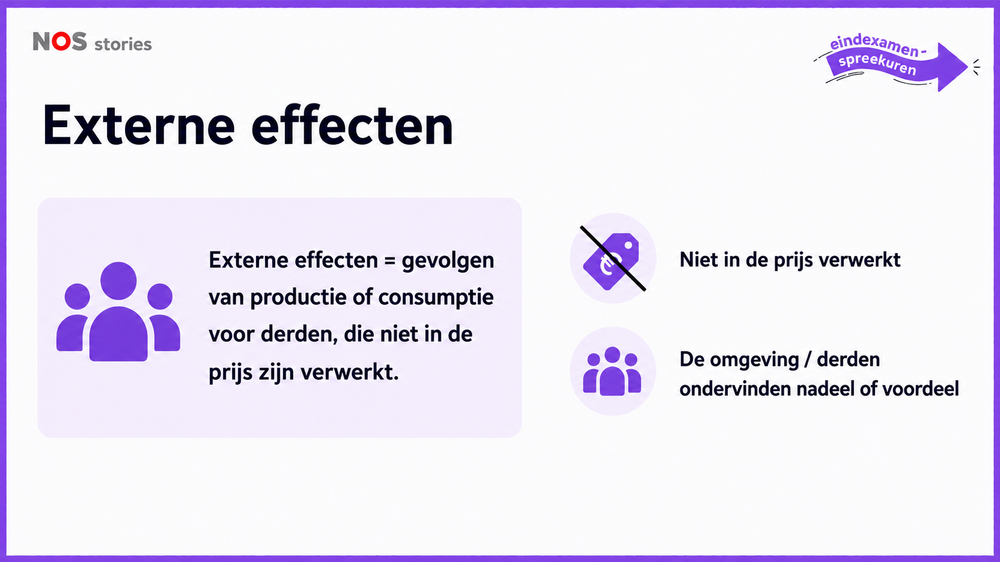 NOS stories
eindexamen-
spreekuren
Externe effecten
Externe effecten = gevolgen
van productie of consumptie
voor derden, die niet in de
prijs zijn verwerkt.
€
Niet in de prijs verwerkt
De omgeving / derden
ondervinden nadeel of voordeel